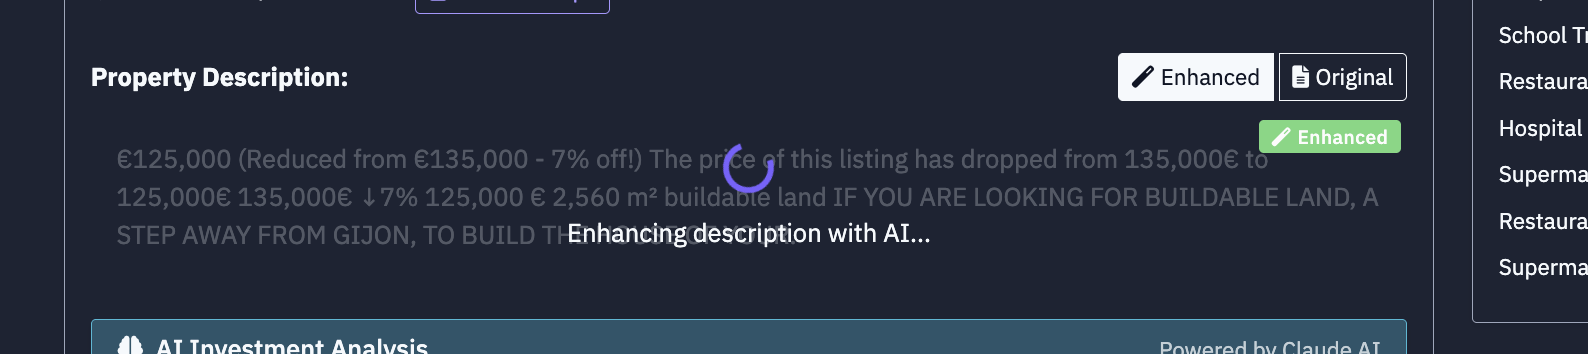 Property Description:
Enhanced
Original
Enhanced
€125,000 (Reduced from €135,000 - 7% off!) The price of this listing has dropped from 135,000€ to
125,000€ 135,000€ ↓7% 125,000 € 2,560 m² buildable land IF YOU ARE LOOKING FOR BUILDABLE LAND, A
STEP AWAY FROM GIJON, TO BUILD THE HOUSE OF
Enhancing description with AI...
AI Investment Analysis
Powered by Claude AI
School
Restaura
Hospital
Superma
Restaura
Superma